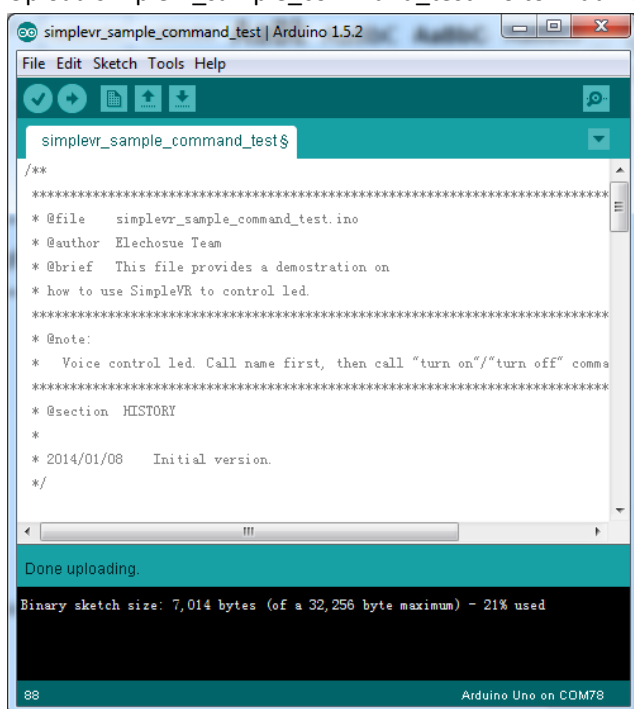 simplevr_sample_command_test | Arduino 1.5.2
File Edit Sketch Tools Help
simplevr_sample_command_test §
/**
*******************************************************************************
* @file    simplevr_sample_command_test.ino
* @author  Elechosue Team
* @brief   This file provides a demostration on
* how to use SimpleVR to control led.
*******************************************************************************
* @note:
*   Voice control led. Call name first, then call "turn on"/"turn off" comma
*******************************************************************************
* @section  HISTORY
*
* 2014/01/08    Initial version.
*/
Done uploading.
Binary sketch size: 7,014 bytes (of a 32,256 byte maximum) - 21% used
88
Arduino Uno on COM78